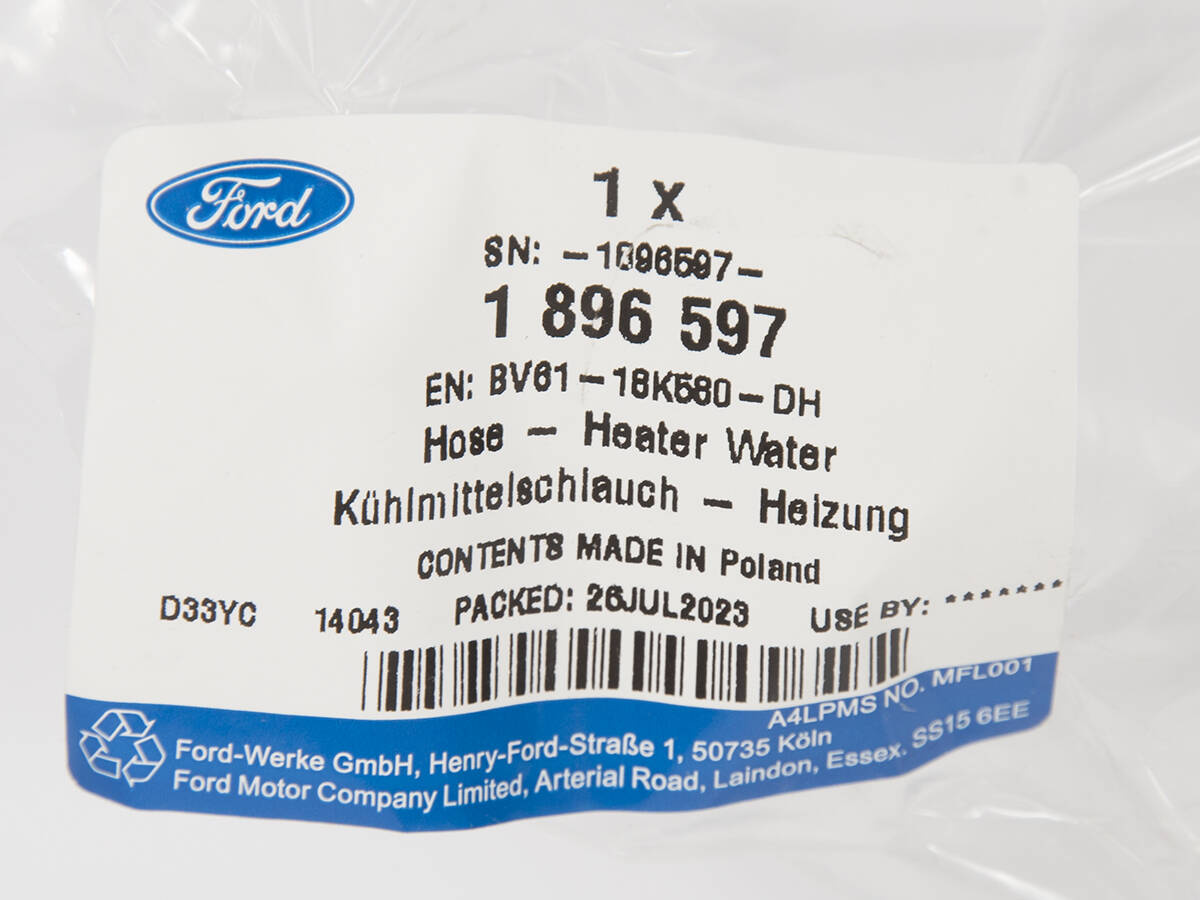 Ford
1 x
SN: -1896597-
1 896 597
EN: BV61-18K580-DH
Hose - Heater Water
Kühlmittelschlauch - Heizung
CONTENTS MADE IN Poland
D33YC 14043 PACKED: 26JUL2023 USE BY: *******
A4LPMS NO. MFL001
Ford-Werke GmbH, Henry-Ford-Straße 1, 50735 Köln
Ford Motor Company Limited, Arterial Road, Laindon, Essex. SS15 6EE